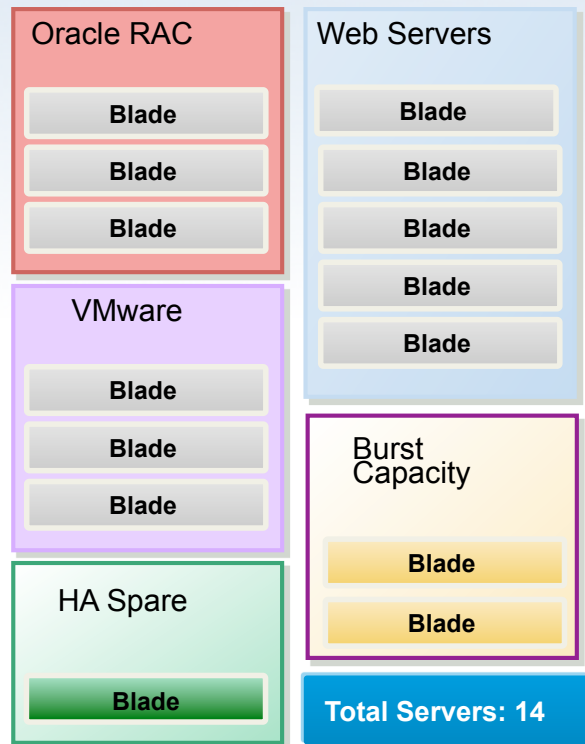 Oracle RAC
Blade
Blade
Blade
VMware
Blade
Blade
Blade
HA Spare
Blade
Web Servers
Blade
Blade
Blade
Blade
Blade
Burst
Capacity
Blade
Blade
Total Servers: 14